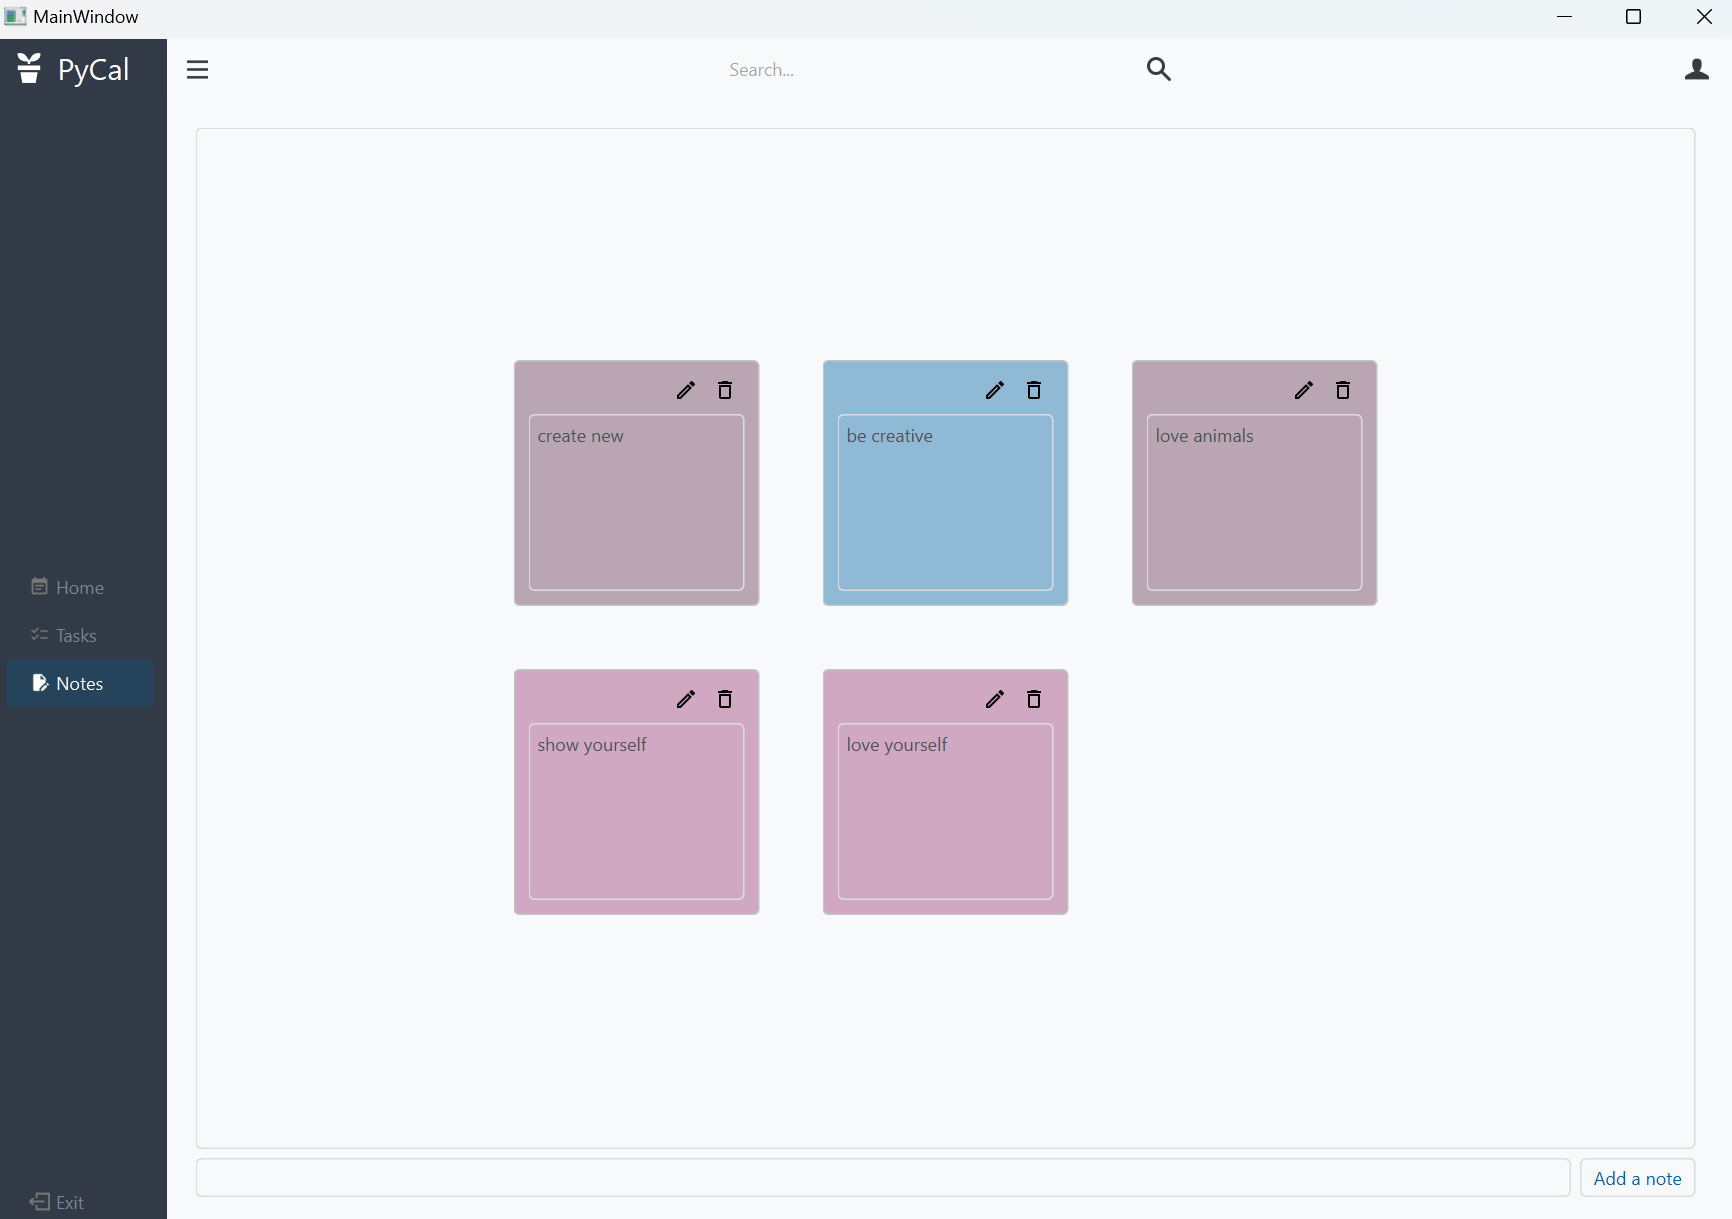 MainWindow
PyCal
Search...
create new
be creative
love animals
Home
Tasks
Notes
show yourself
love yourself
Add a note
Exit